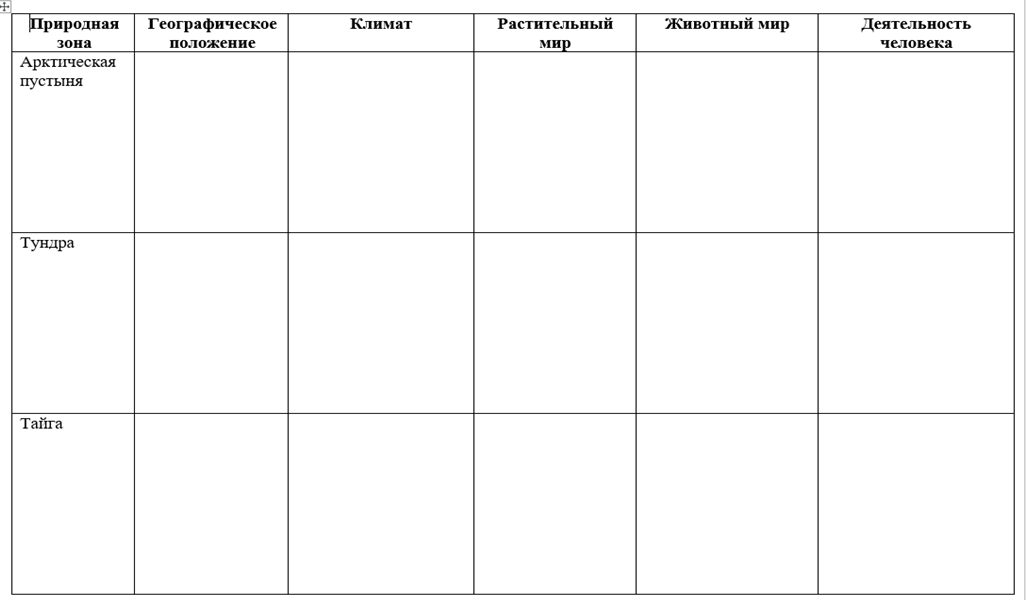 Природная зона
Географическое положение
Климат
Растительный мир
Животный мир
Деятельность человека
Арктическая пустыня
Тундра
Тайга